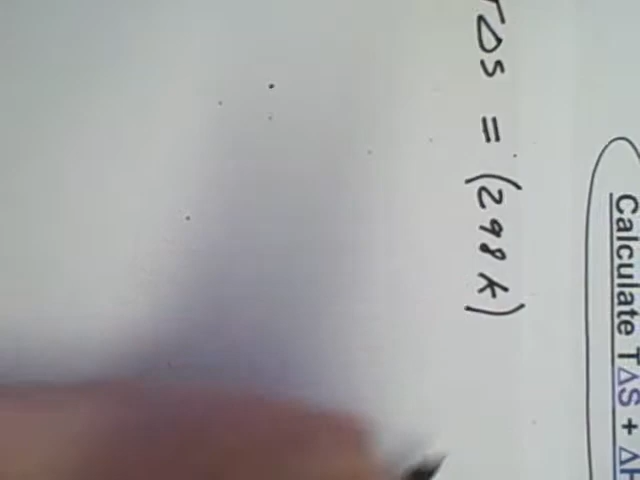 Calculate TΔS + ΔH
TΔS = (298 K)